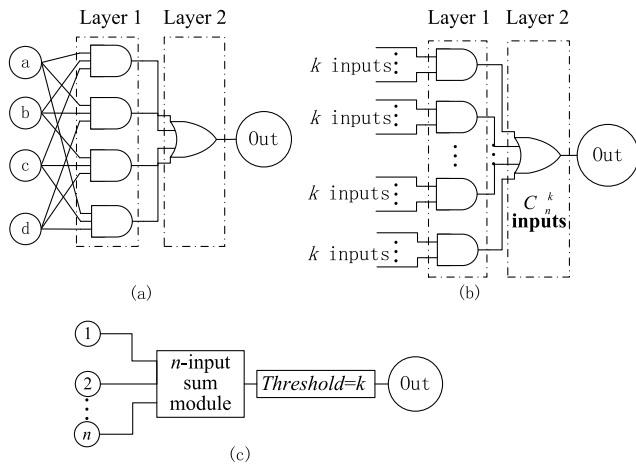 Layer 1 Layer 2
a
b
c
d
Out
(a)
Layer 1 Layer 2
k inputs
k inputs
k inputs
k inputs
Out
C n k
inputs
(b)
1
2
n
n-input
sum
module
Threshold=k
Out
(c)